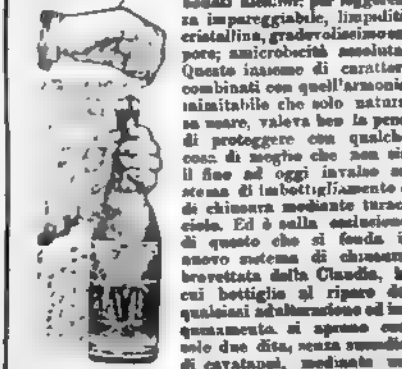 za impareggiabile, limpidità
cristallina, gradevolissimo sa-
pore; amicrobicità assoluta.
Questo insieme di caratteri
combinati con quell'armonia
inimitabile che solo natura
sa usare, valeva ben la pena
di proteggere con qualche
cosa di meglio che non sia
il fino ad oggi invalso si-
stema di imbottigliamento e
di chiusura mediante turac-
ciolo. Ed è sulla esclusione
di questo che si fonda il
nuovo sistema di chiusura
brevettata della Claudia, le
cui bottiglie al riparo da
qualsiasi adulterazione ed in-
quinamento si aprono con
sole due dita, senza
di cavatappi, mediante un